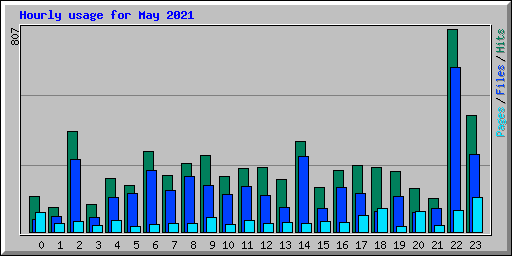 Hourly usage for May 2021
807
Pages / Files / Hits
0 1 2 3 4 5 6 7 8 9 10 11 12 13 14 15 16 17 18 19 20 21 22 23